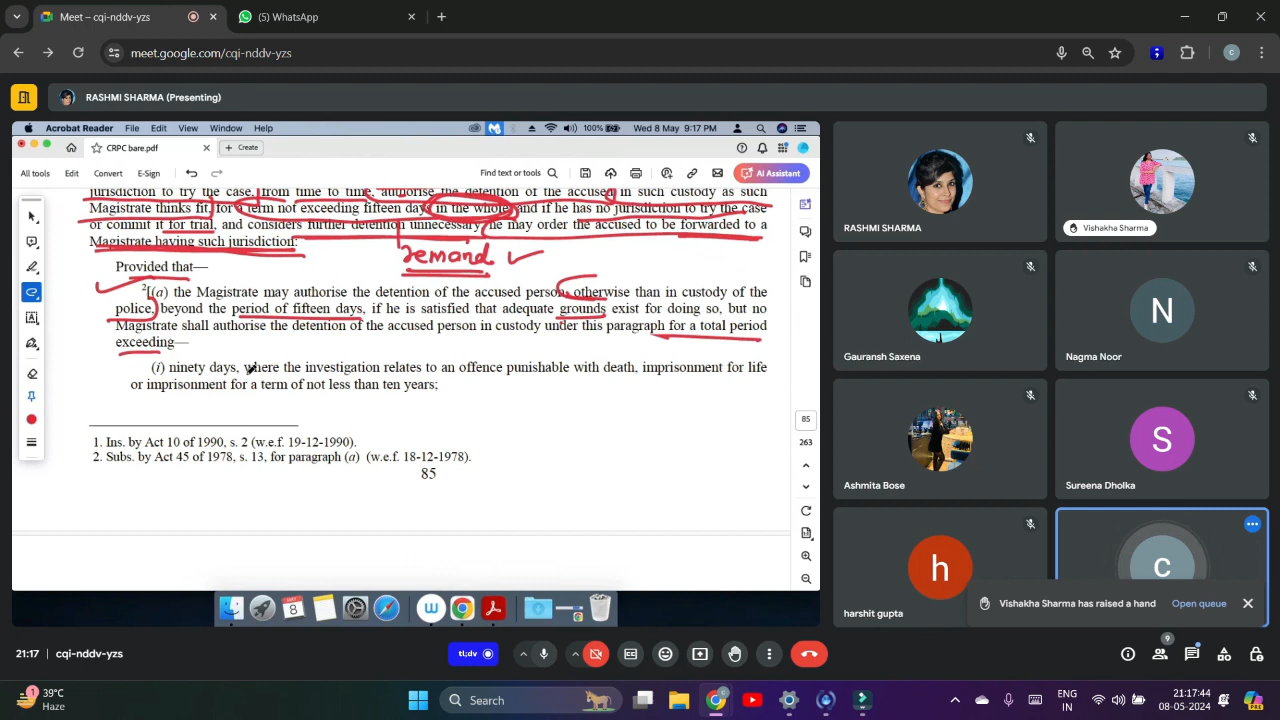 Meet – cqi-nddv-yzs
(5) WhatsApp
meet.google.com/cqi-nddv-yzs
c
RASHMI SHARMA (Presenting)
Acrobat Reader File Edit View Window Help
100% Wed 8 May 9:17 PM
CRPC bare.pdf
+ Create
All tools Edit Convert E-Sign
Find text or tools
AI Assistant
jurisdiction to try the case, from time to time, authorise the detention of the accused in such custody as such
Magistrate thinks fit, for a term not exceeding fifteen days in the whole; and if he has no jurisdiction to try the case
or commit it for trial, and considers further detention unnecessary, he may order the accused to be forwarded to a
Magistrate having such jurisdiction:
remand
Provided that—
2[(a) the Magistrate may authorise the detention of the accused person, otherwise than in custody of the
police, beyond the period of fifteen days, if he is satisfied that adequate grounds exist for doing so, but no
Magistrate shall authorise the detention of the accused person in custody under this paragraph for a total period
exceeding—
(i) ninety days, where the investigation relates to an offence punishable with death, imprisonment for life
or imprisonment for a term of not less than ten years;
1. Ins. by Act 10 of 1990, s. 2 (w.e.f. 19-12-1990).
2. Subs. by Act 45 of 1978, s. 13, for paragraph (a) (w.e.f. 18-12-1978).
85
85
263
RASHMI SHARMA
Vishakha Sharma
Gauransh Saxena
N
Nagma Noor
Ashmita Bose
S
Sureena Dholka
h
harshit gupta
c
Vishakha Sharma has raised a hand
Open queue
21:17 | cqi-nddv-yzs
tl;dv
9
1
39°C
Haze
Search
ENG
IN
21:17:44
08-05-2024